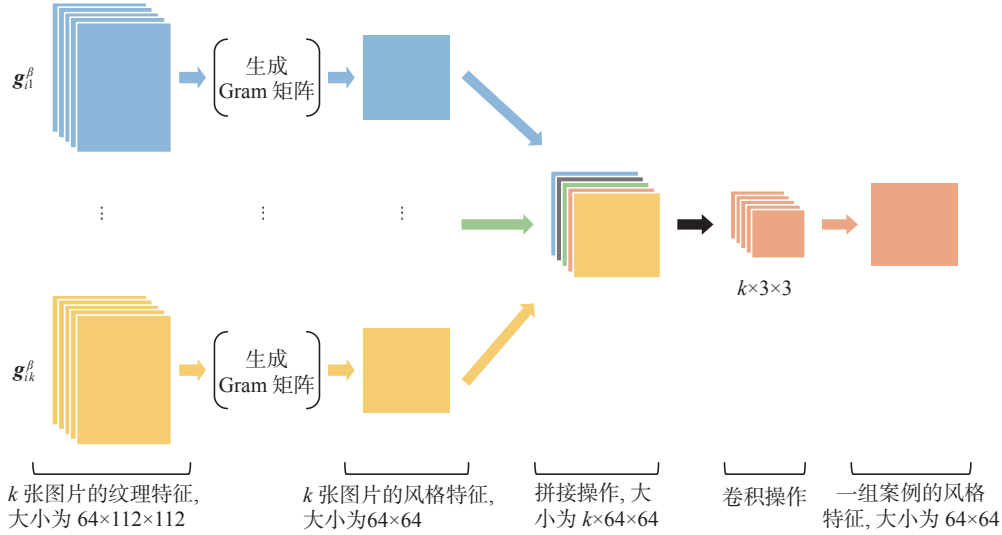 g_{i1}^β
生成
Gram 矩阵
⋮ ⋮ ⋮
k×3×3
g_{ik}^β
生成
Gram 矩阵
k 张图片的纹理特征,
大小为 64×112×112
k 张图片的风格特征,
大小为64×64
拼接操作, 大
小为 k×64×64
卷积操作
一组案例的风格
特征, 大小为 64×64